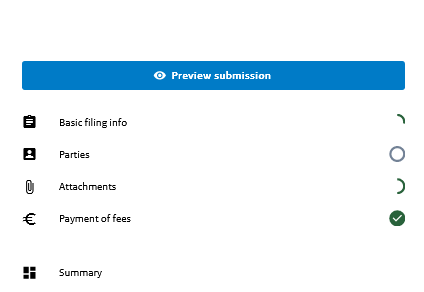 Preview submission
Basic filing info
Parties
Attachments
Payment of fees
Summary